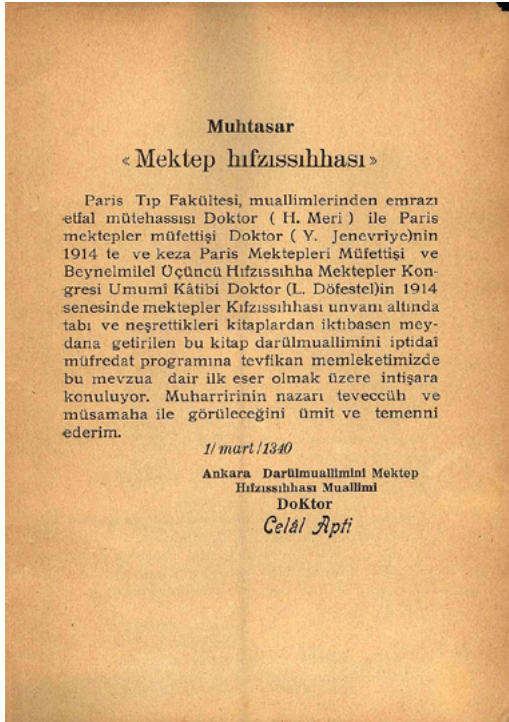 Muhtasar
« Mektep hıfzıssıhhası »
Paris Tıp Fakültesi, muallimlerinden emrazı
etfal mütehassısı Doktor ( H. Meri ) ile Paris
mektepler müfettişi Doktor ( Y. Jenevriye)nin
1914 te ve keza Paris Mektepleri Müfettişi ve
Beynelmilel Üçüncü Hıfzıssıhha Mektepler Kon-
gresi Umumî Kâtibi Doktor (L. Döfestel)in 1914
senesinde mektepler Kıfzıssıhhası unvanı altında
tabı ve neşrettikleri kitaplardan iktıbasen mey-
dana getirilen bu kitap darülmuallimini iptidaî
müfredat programına tevfikan memleketimizde
bu mevzua dair ilk eser olmak üzere intişara
konuluyor. Muharririnin nazarı teveccüh ve
müsamaha ile görüleceğini ümit ve temenni
ederim.
1/ mart /1340
Ankara Darülmuallimini Mektep
Hıfzıssıhhası Muallimi
DoKtor
Celâl Apti